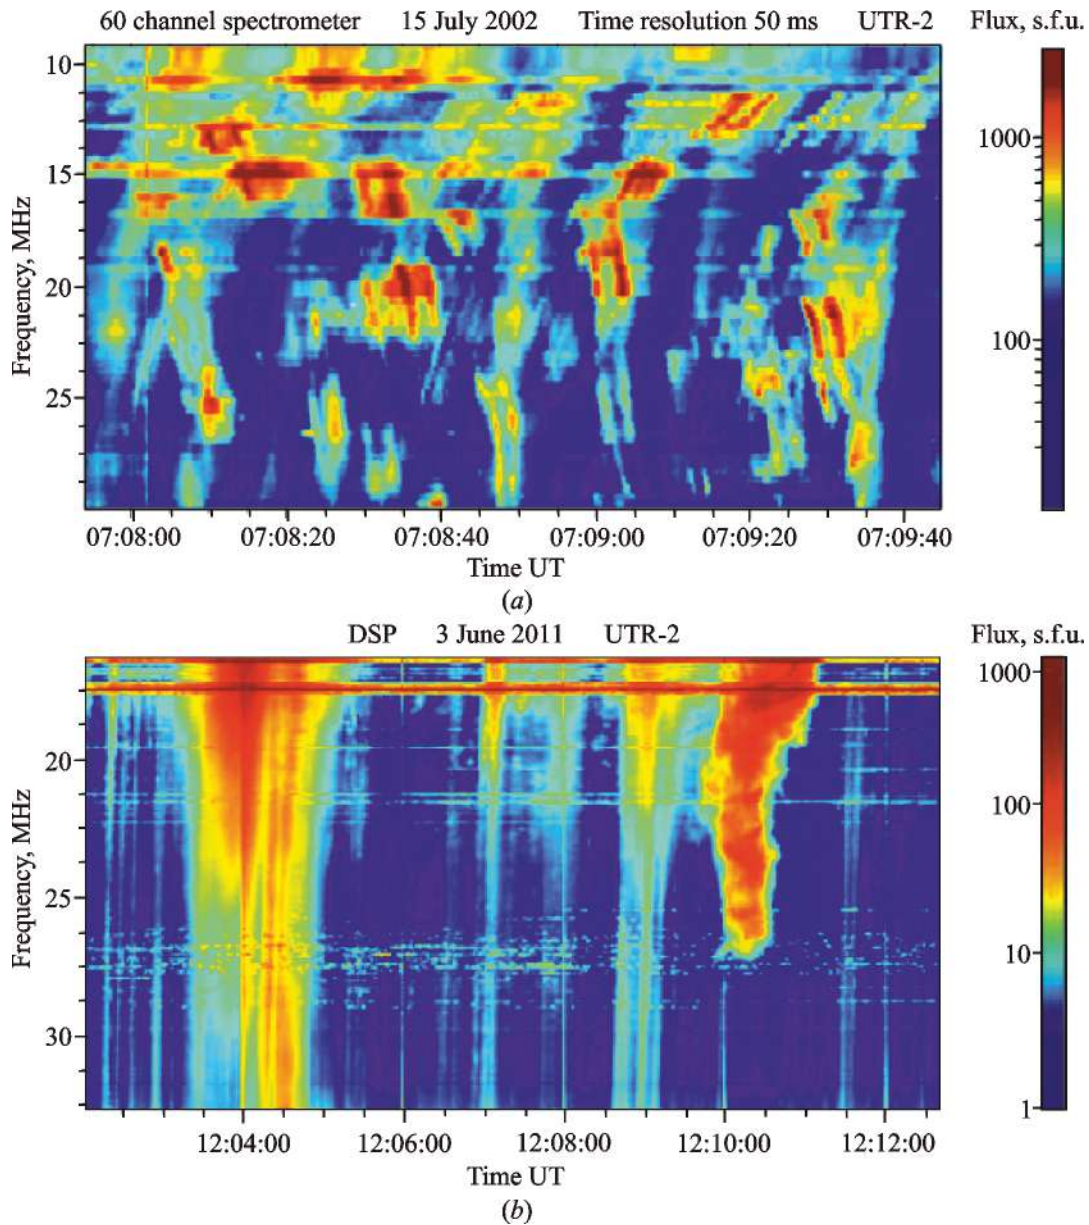 60 channel spectrometer 15 July 2002 Time resolution 50 ms UTR-2 Flux, s.f.u.
10
15
20
25
Frequency, MHz
1000
100
07:08:00 07:08:20 07:08:40 07:09:00 07:09:20 07:09:40
Time UT
(a)
DSP 3 June 2011 UTR-2 Flux, s.f.u.
20
25
30
Frequency, MHz
1000
100
10
1
12:04:00 12:06:00 12:08:00 12:10:00 12:12:00
Time UT
(b)